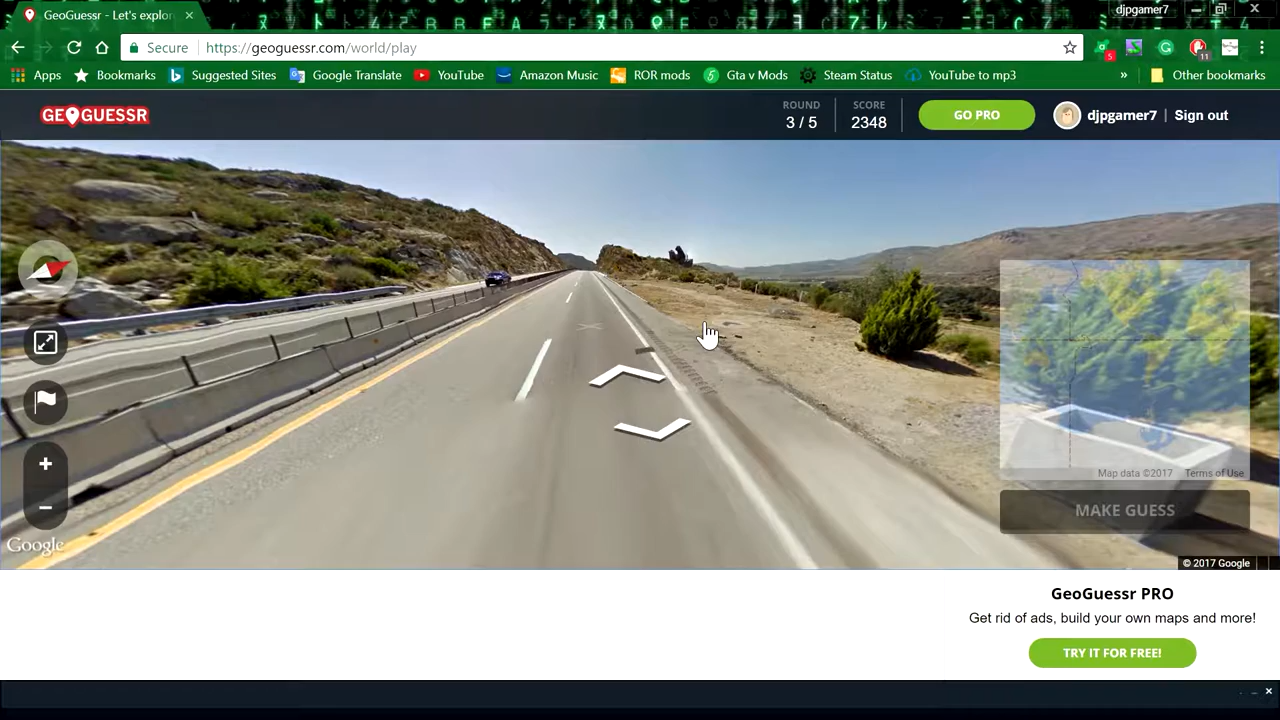 GeoGuessr - Let's explor
djpgamer7
Secure
https://geoguessr.com/world/play
5
11
Apps
Bookmarks
Suggested Sites
Google Translate
YouTube
Amazon Music
ROR mods
Gta v Mods
Steam Status
YouTube to mp3
»
Other bookmarks
GEOGUESSR
ROUND
3 / 5
SCORE
2348
GO PRO
djpgamer7 | Sign out
Map data ©2017
Terms of Use
MAKE GUESS
Google
© 2017 Google
GeoGuessr PRO
Get rid of ads, build your own maps and more!
TRY IT FOR FREE!